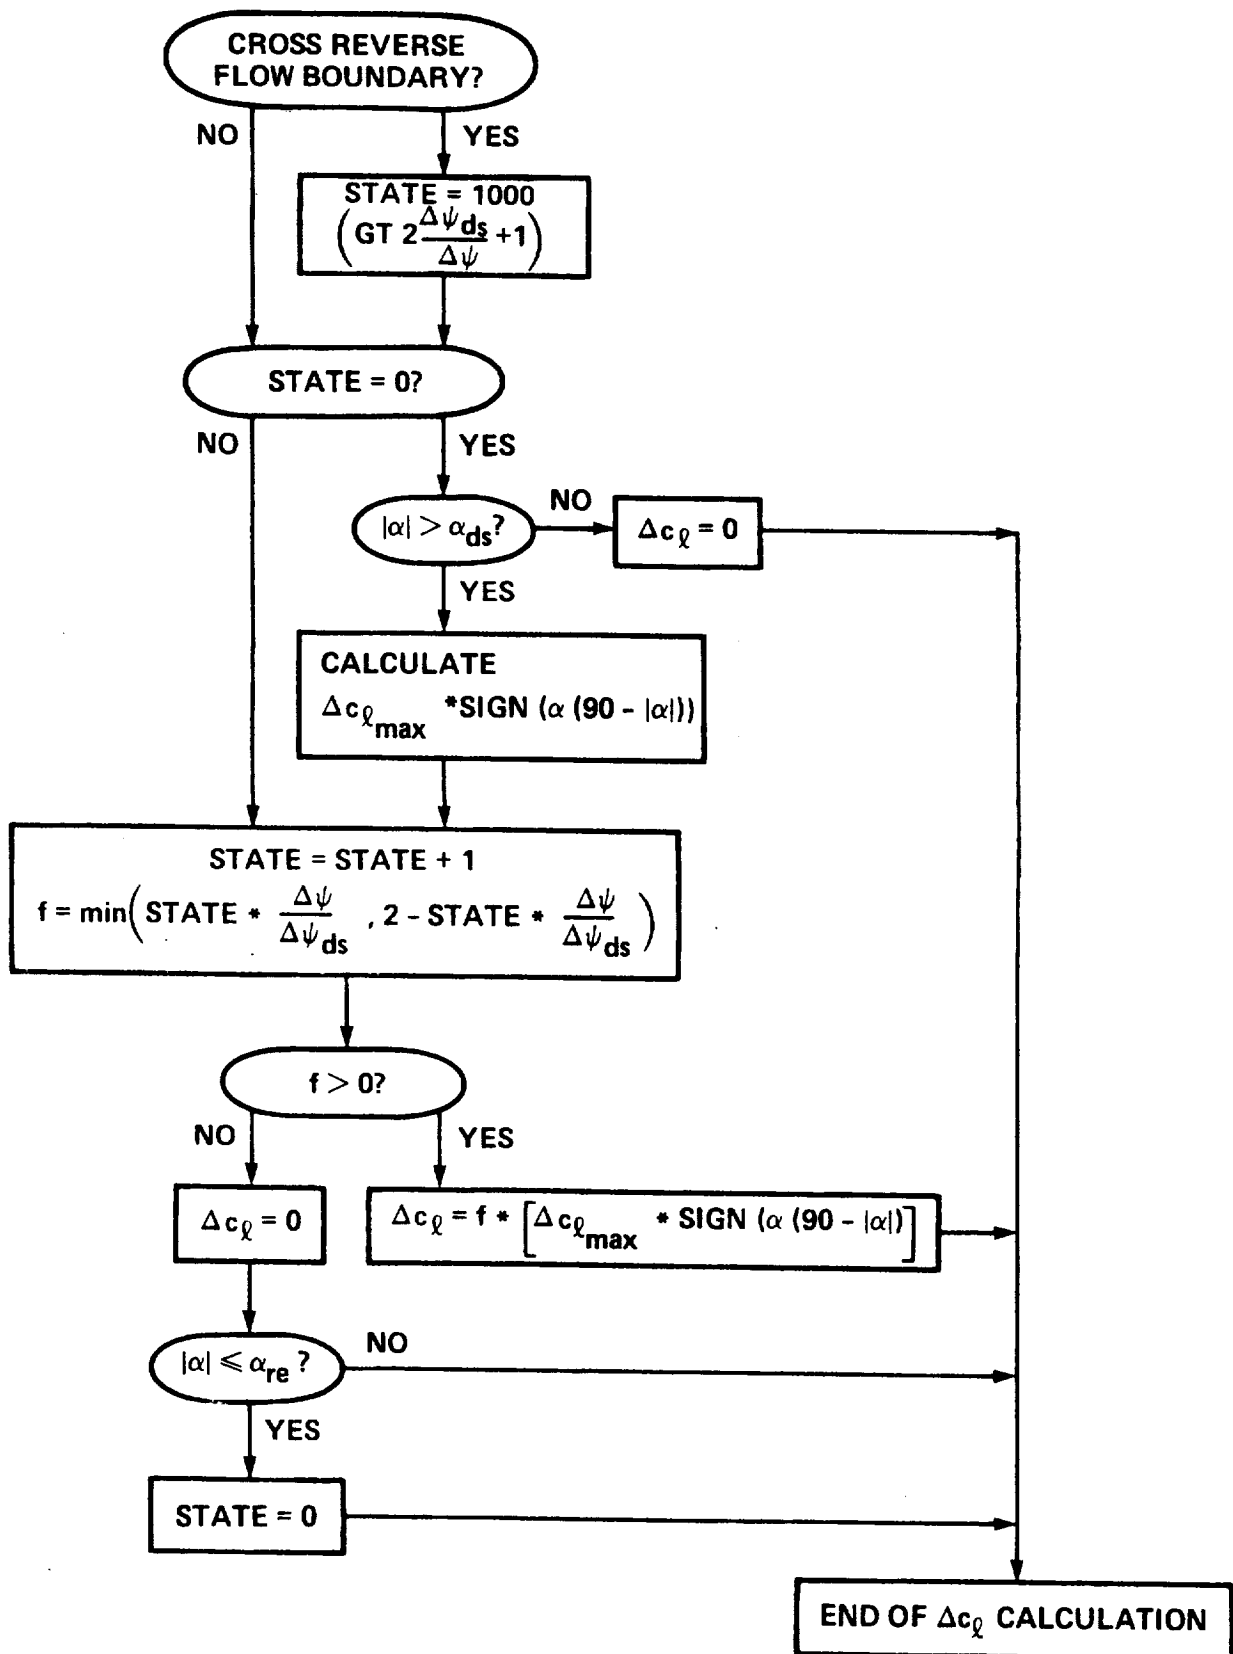 CROSS REVERSE
FLOW BOUNDARY?
NO
YES
STATE = 1000
(GT 2 Δψds/Δψ +1)
STATE = 0?
NO
YES
|α| > αds?
NO
Δcℓ = 0
YES
CALCULATE
Δcℓmax *SIGN (α (90 - |α|))
STATE = STATE + 1
f = min(STATE * Δψ/Δψds , 2 - STATE * Δψ/Δψds)
f > 0?
NO
YES
Δcℓ = 0
Δcℓ = f * [Δcℓmax * SIGN (α (90 - |α|)]
|α| ⩽ αre ?
NO
YES
STATE = 0
END OF Δcℓ CALCULATION